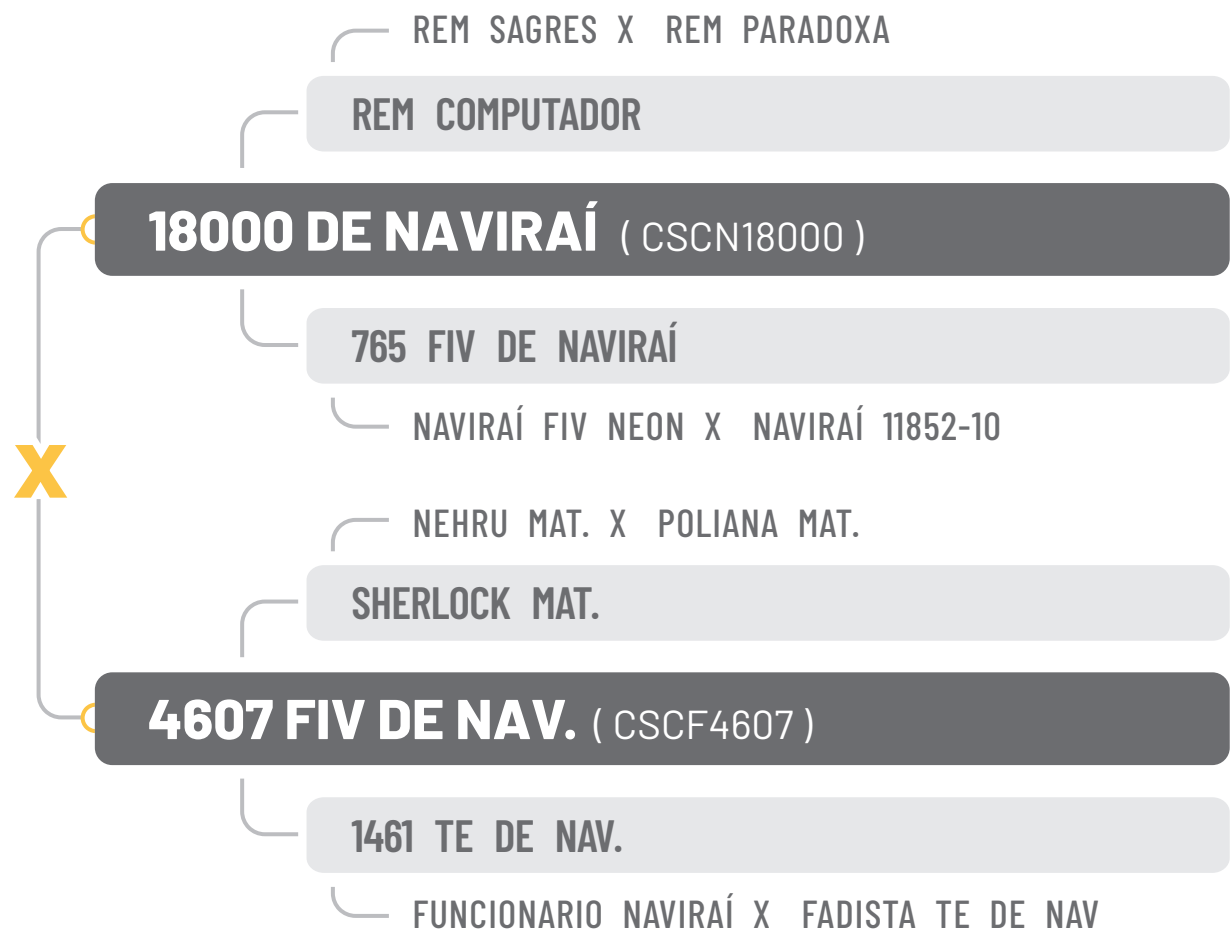 REM SAGRES X REM PARADOXA
REM COMPUTADOR
18000 DE NAVIRAÍ ( CSCN18000 )
765 FIV DE NAVIRAÍ
NAVIRAÍ FIV NEON X NAVIRAÍ 11852-10
X
NEHRU MAT. X POLIANA MAT.
SHERLOCK MAT.
4607 FIV DE NAV. ( CSCF4607 )
1461 TE DE NAV.
FUNCIONARIO NAVIRAÍ X FADISTA TE DE NAV